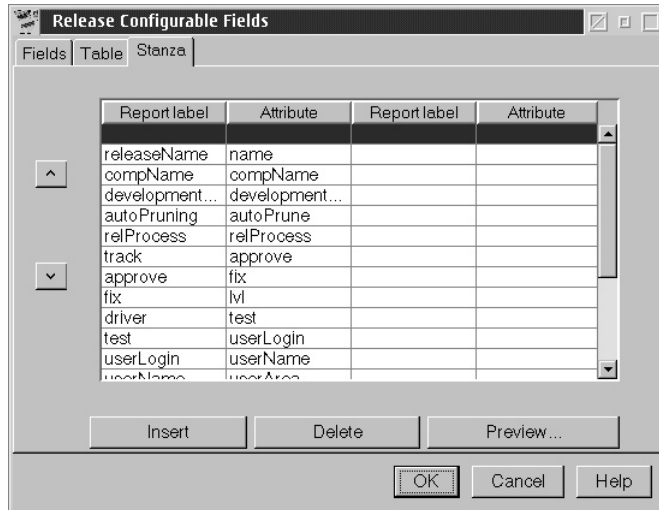 Release Configurable Fields
Fields Table Stanza
Report label Attribute Report label Attribute
releaseName name
compName compName
development... development...
autoPruning autoPrune
relProcess relProcess
track approve
approve fix
fix lvl
driver test
test userLogin
userLogin userName
userName userArea
Insert Delete Preview...
OK Cancel Help